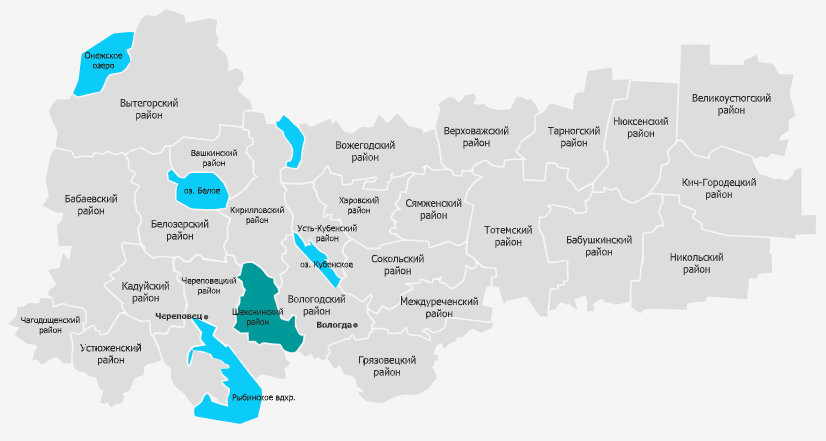 Онежское
озеро
Вытегорский
район
Великоустюгский
район
Нюксенский
район
Тарногский
район
Верховажский
район
Вожегодский
район
Вашкинский
район
оз. Белое
Кич-Городецкий
район
Бабаевский
район
Белозерский
район
Кирилловский
район
Харовский
район
Сямженский
район
Усть-Кубенский
район
Тотемский
район
Бабушкинский
район
Никольский
район
оз. Кубенское
Сокольский
район
Кадуйский
район
Череповецкий
район
Вологодский
район
Междуреченский
район
Чагодощенский
район
Череповец
Шекснинский
район
Вологда
Устюженский
район
Грязовецкий
район
Рыбинское вдхр.